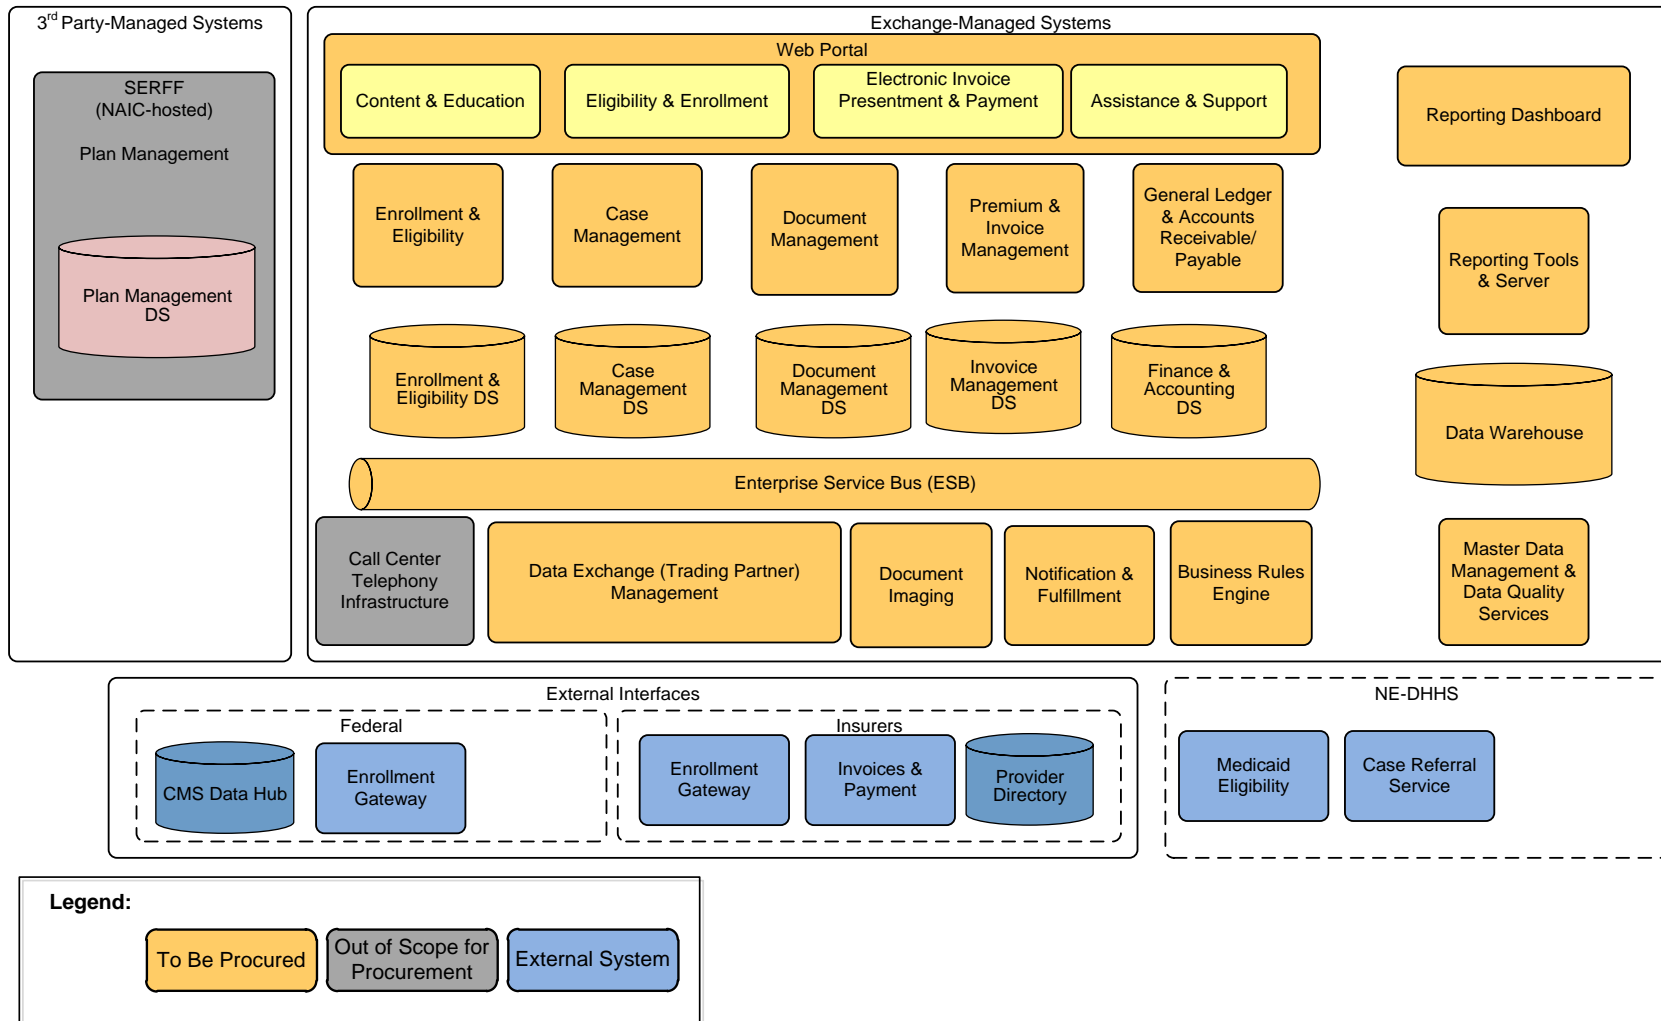 3rd Party-Managed Systems
SERFF
(NAIC-hosted)
Plan Management
Plan Management
DS
Exchange-Managed Systems
Web Portal
Content & Education
Eligibility & Enrollment
Electronic Invoice
Presentment & Payment
Assistance & Support
Enrollment &
Eligibility
Case
Management
Document
Management
Premium &
Invoice
Management
General Ledger
& Accounts
Receivable/
Payable
Enrollment &
Eligibility DS
Case
Management
DS
Document
Management
DS
Invovice
Management
DS
Finance &
Accounting
DS
Enterprise Service Bus (ESB)
Call Center
Telephony
Infrastructure
Data Exchange (Trading Partner)
Management
Document
Imaging
Notification &
Fulfillment
Business Rules
Engine
Reporting Dashboard
Reporting Tools
& Server
Data Warehouse
Master Data
Management &
Data Quality
Services
External Interfaces
Federal
CMS Data Hub
Enrollment
Gateway
Insurers
Enrollment
Gateway
Invoices &
Payment
Provider
Directory
NE-DHHS
Medicaid
Eligibility
Case Referral
Service
Legend:
To Be Procured
Out of Scope for
Procurement
External System